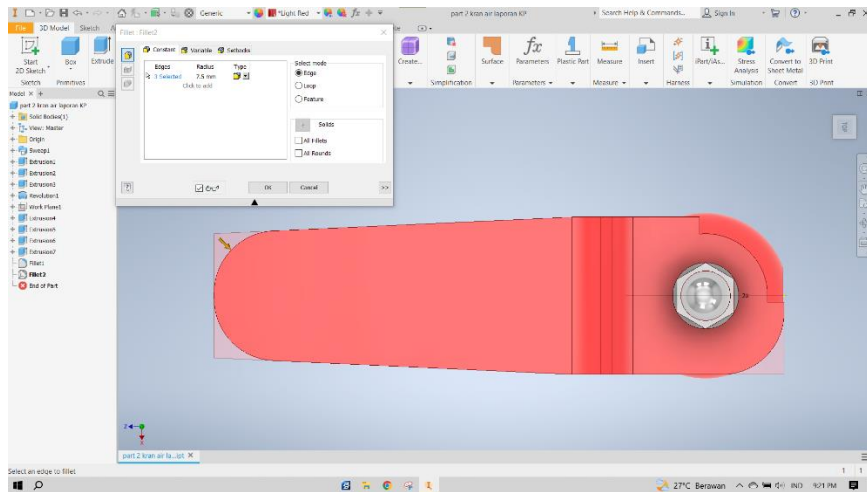 Generic
*Light Red
part 2 kran air laporan KP
Search Help & Commands...
Sign In
File 3D Model Sketch
Fillet : Fillet2
Constant Variable Setbacks
Edges Radius Type
3 Selected 7.5 mm
Click to add
Select mode
Edge
Loop
Feature
Solids
All Fillets
All Rounds
OK Cancel >>
Start
2D Sketch
Box
Extrude
Create...
Surface
fx
Parameters
Plastic Part
Measure
Insert
iPart/iAs...
Stress
Analysis
Convert to
Sheet Metal
3D Print
Sketch Primitives
Simplification Parameters Measure Harness Simulation Convert 3D Print
Model
part 2 kran air laporan KP
Solid Bodies(1)
View: Master
Origin
Sweep1
Extrusion1
Extrusion2
Extrusion3
Revolution1
Work Plane1
Extrusion4
Extrusion5
Extrusion6
Extrusion7
Fillet1
Fillet2
End of Part
part 2 kran air la...ipt
Select an edge to fillet
1 1
27°C Berawan
IND
9:21 PM